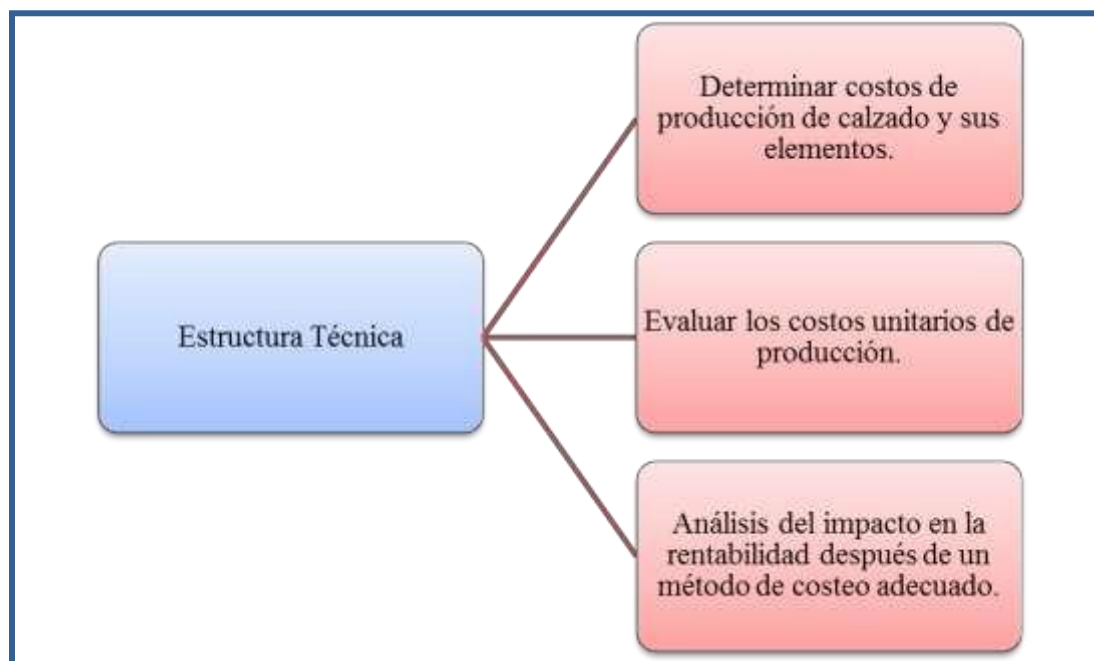 Determinar costos de
producción de calzado y sus
elementos.
Estructura Técnica
Evaluar los costos unitarios de
producción.
Análisis del impacto en la
rentabilidad después de un
método de costeo adecuado.